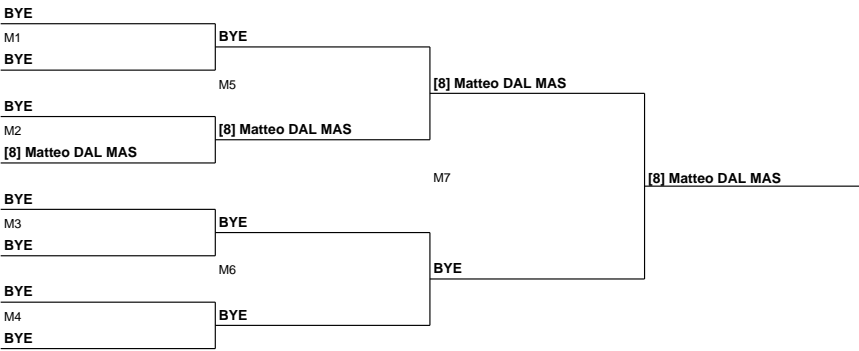 BYE
M1
BYE
BYE
M5
[8] Matteo DAL MAS
BYE
M2
[8] Matteo DAL MAS
[8] Matteo DAL MAS
M7
[8] Matteo DAL MAS
BYE
M3
BYE
BYE
M6
BYE
BYE
M4
BYE
BYE